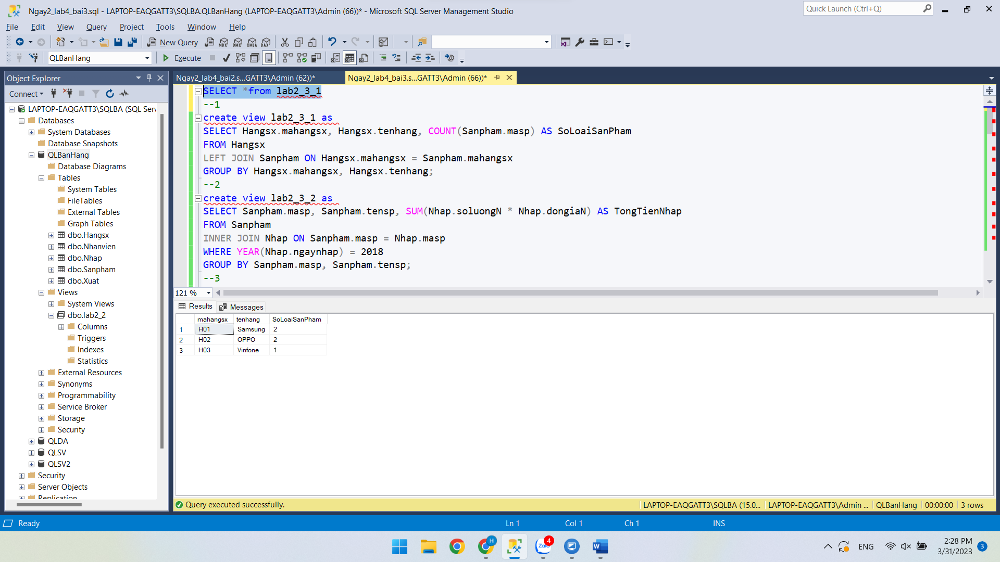 Ngay2_lab4_bai3.sql - LAPTOP-EAQGATT3\SQLBA.QLBanHang (LAPTOP-EAQGATT3\Admin (66))* - Microsoft SQL Server Management Studio
Quick Launch (Ctrl+Q)
File Edit View Query Project Tools Window Help
New Query MDX DMX XMLA DAX
QLBanHang Execute
Object Explorer
Connect
LAPTOP-EAQGATT3\SQLBA (SQL Serv
Databases
System Databases
Database Snapshots
QLBanHang
Database Diagrams
Tables
System Tables
FileTables
External Tables
Graph Tables
dbo.Hangsx
dbo.Nhanvien
dbo.Nhap
dbo.Sanpham
dbo.Xuat
Views
System Views
dbo.lab2_2
Columns
Triggers
Indexes
Statistics
External Resources
Synonyms
Programmability
Service Broker
Storage
Security
QLDA
QLSV
QLSV2
Security
Server Objects
Replication
Ngay2_lab4_bai2.s...GATT3\Admin (62))* Ngay2_lab4_bai3.s...GATT3\Admin (66))*
SELECT *from lab2_3_1
--1
create view lab2_3_1 as
SELECT Hangsx.mahangsx, Hangsx.tenhang, COUNT(Sanpham.masp) AS SoLoaiSanPham
FROM Hangsx
LEFT JOIN Sanpham ON Hangsx.mahangsx = Sanpham.mahangsx
GROUP BY Hangsx.mahangsx, Hangsx.tenhang;
--2
create view lab2_3_2 as
SELECT Sanpham.masp, Sanpham.tensp, SUM(Nhap.soluongN * Nhap.dongiaN) AS TongTienNhap
FROM Sanpham
INNER JOIN Nhap ON Sanpham.masp = Nhap.masp
WHERE YEAR(Nhap.ngaynhap) = 2018
GROUP BY Sanpham.masp, Sanpham.tensp;
--3
121 %
Results Messages
mahangsx tenhang SoLoaiSanPham
1 H01 Samsung 2
2 H02 OPPO 2
3 H03 Vinfone 1
Query executed successfully. LAPTOP-EAQGATT3\SQLBA (15.0... LAPTOP-EAQGATT3\Admin ... QLBanHang 00:00:00 3 rows
Ready Ln 1 Col 1 Ch 1 INS
H Zalo 4 W ENG 2:28 PM 3
3/31/2023